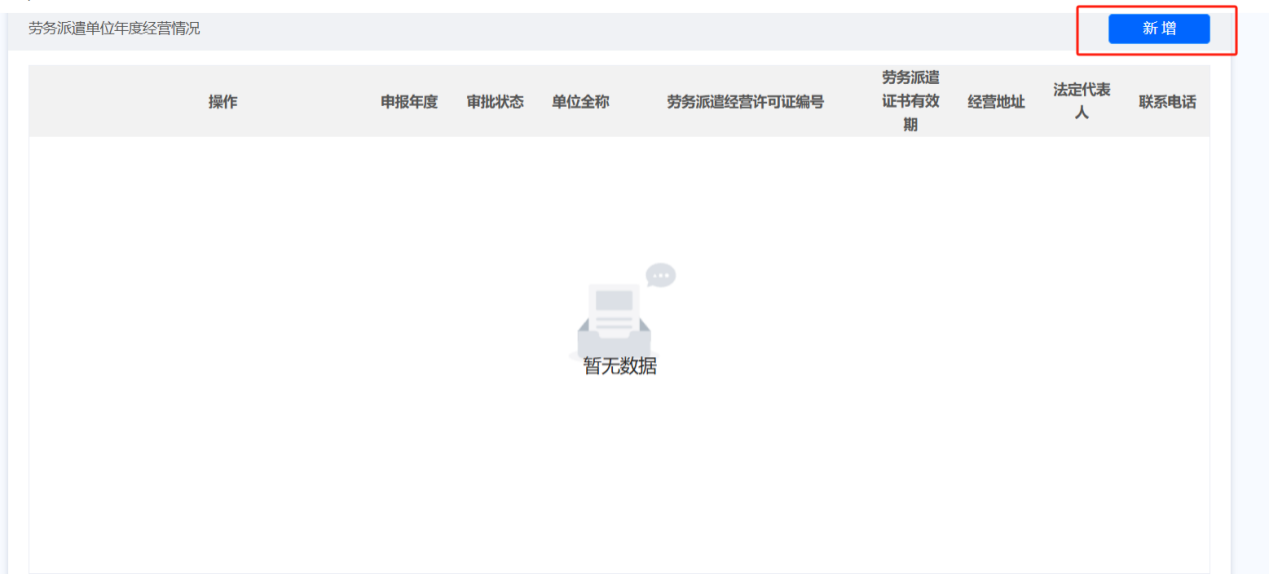 劳务派遣单位年度经营情况
新增
操作
申报年度
审批状态
单位全称
劳务派遣经营许可证编号
劳务派遣
证书有效
期
经营地址
法定代表
人
联系电话
暂无数据